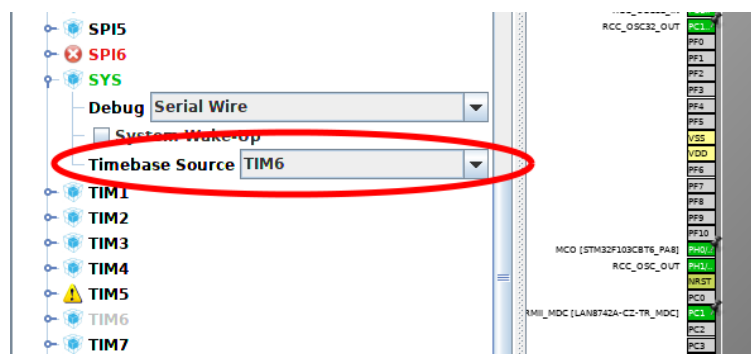 SPI5
SPI6
SYS
Debug Serial Wire
System Wake-Up
Timebase Source TIM6
TIM1
TIM2
TIM3
TIM4
TIM5
TIM6
TIM7
RCC_OSC32_OUT
MCO [STM32F103CBT6_PA8]
RCC_OSC_OUT
RMII_MDC [LAN8742A-CZ-TR_MDC]
PC1..
PF0
PF1
PF2
PF3
PF4
PF5
VSS
VDD
PF6
PF7
PF8
PF9
PF10
PH0/..
PH1/..
NRST
PC0
PC1
PC2
PC3